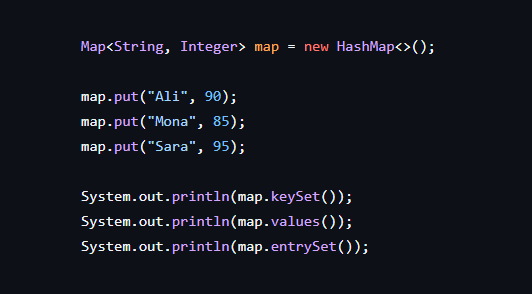 Map<String, Integer> map = new HashMap<>();
map.put("Ali", 90);
map.put("Mona", 85);
map.put("Sara", 95);
System.out.println(map.keySet());
System.out.println(map.values());
System.out.println(map.entrySet());